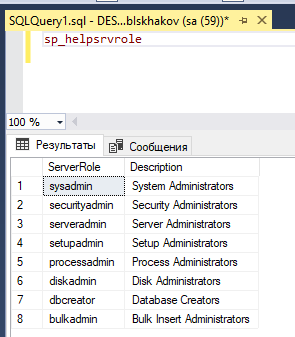 SQLQuery1.sql - DES...blskhakov (sa (59))*
sp_helpsrvrole
100 %
Результаты Сообщения
ServerRole Description
1 sysadmin System Administrators
2 securityadmin Security Administrators
3 serveradmin Server Administrators
4 setupadmin Setup Administrators
5 processadmin Process Administrators
6 diskadmin Disk Administrators
7 dbcreator Database Creators
8 bulkadmin Bulk Insert Administrators